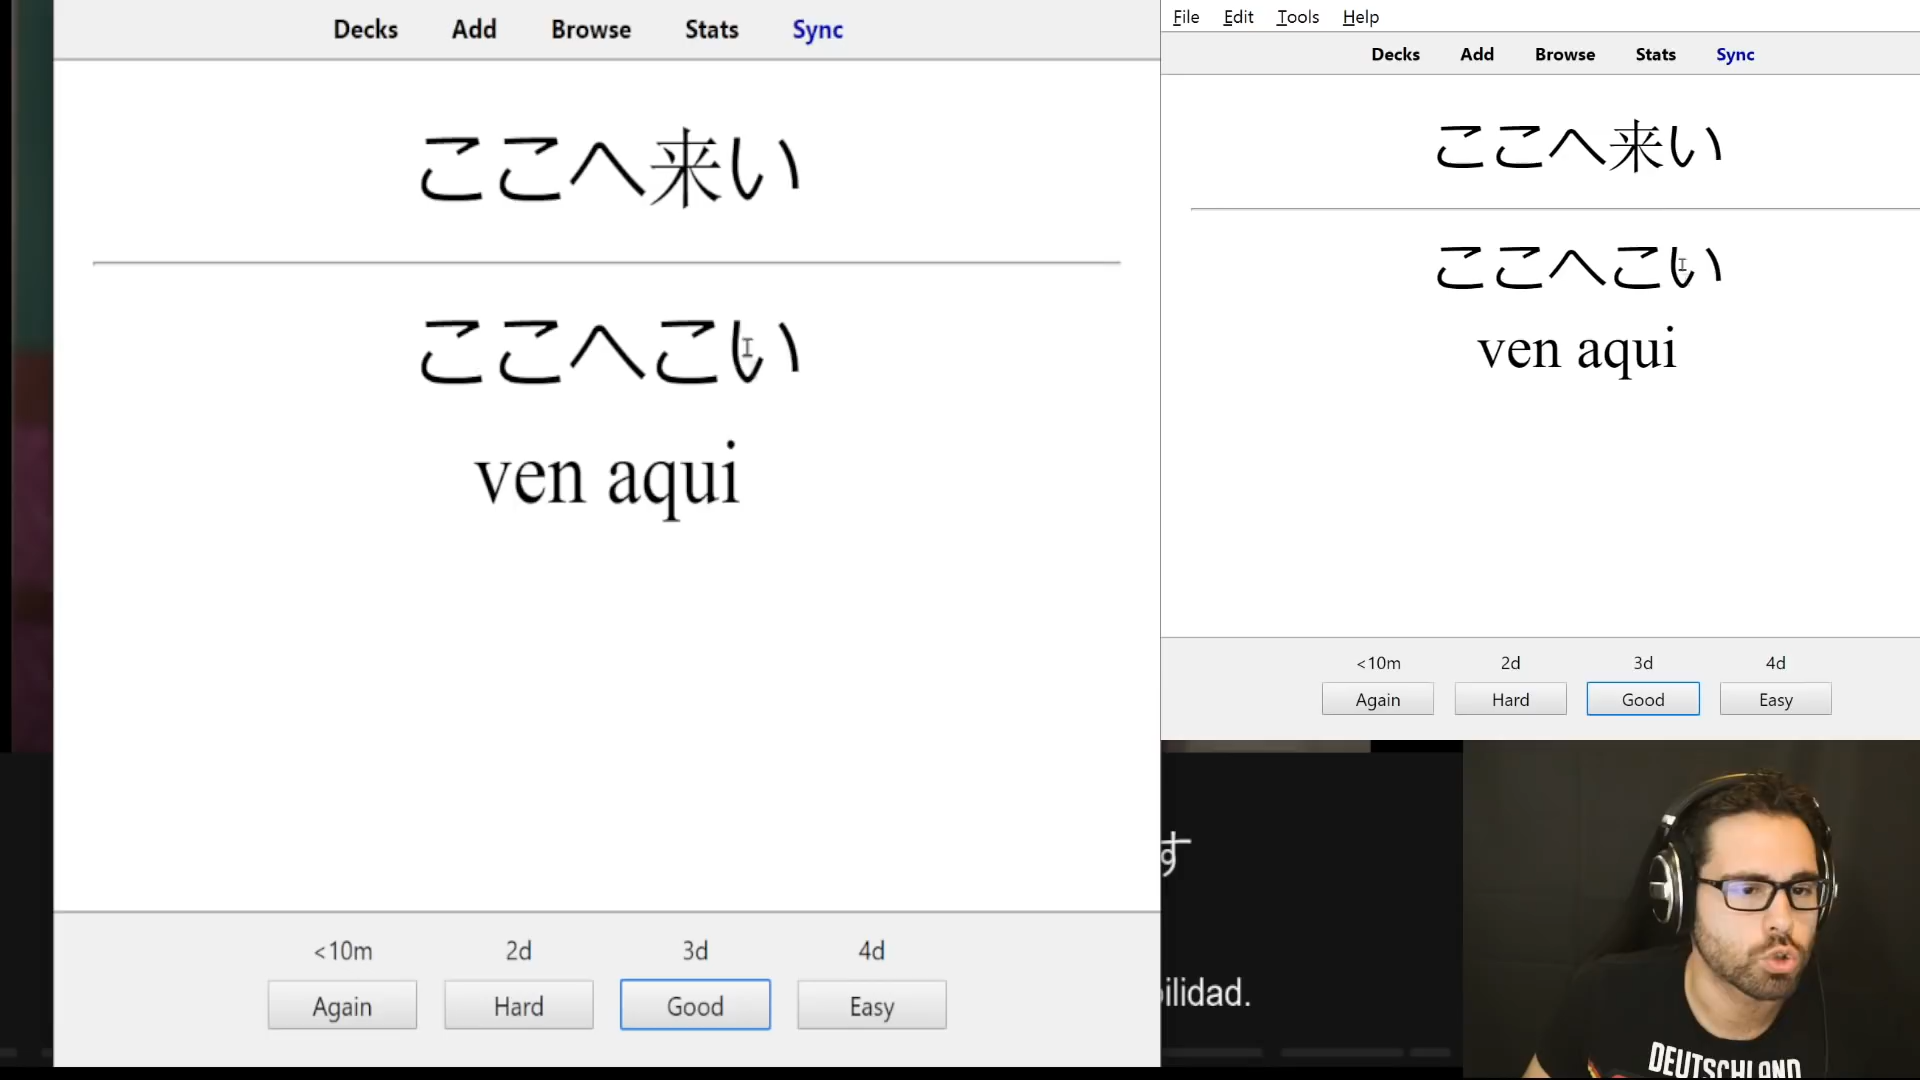 Decks Add Browse Stats Sync
ここへ来い
ここへこい
ven aqui
<10m 2d 3d 4d
Again Hard Good Easy
File Edit Tools Help
Decks Add Browse Stats Sync
ここへ来い
ここへこい
ven aqui
<10m 2d 3d 4d
Again Hard Good Easy
す
ilidad.
DEUTSCHLAND